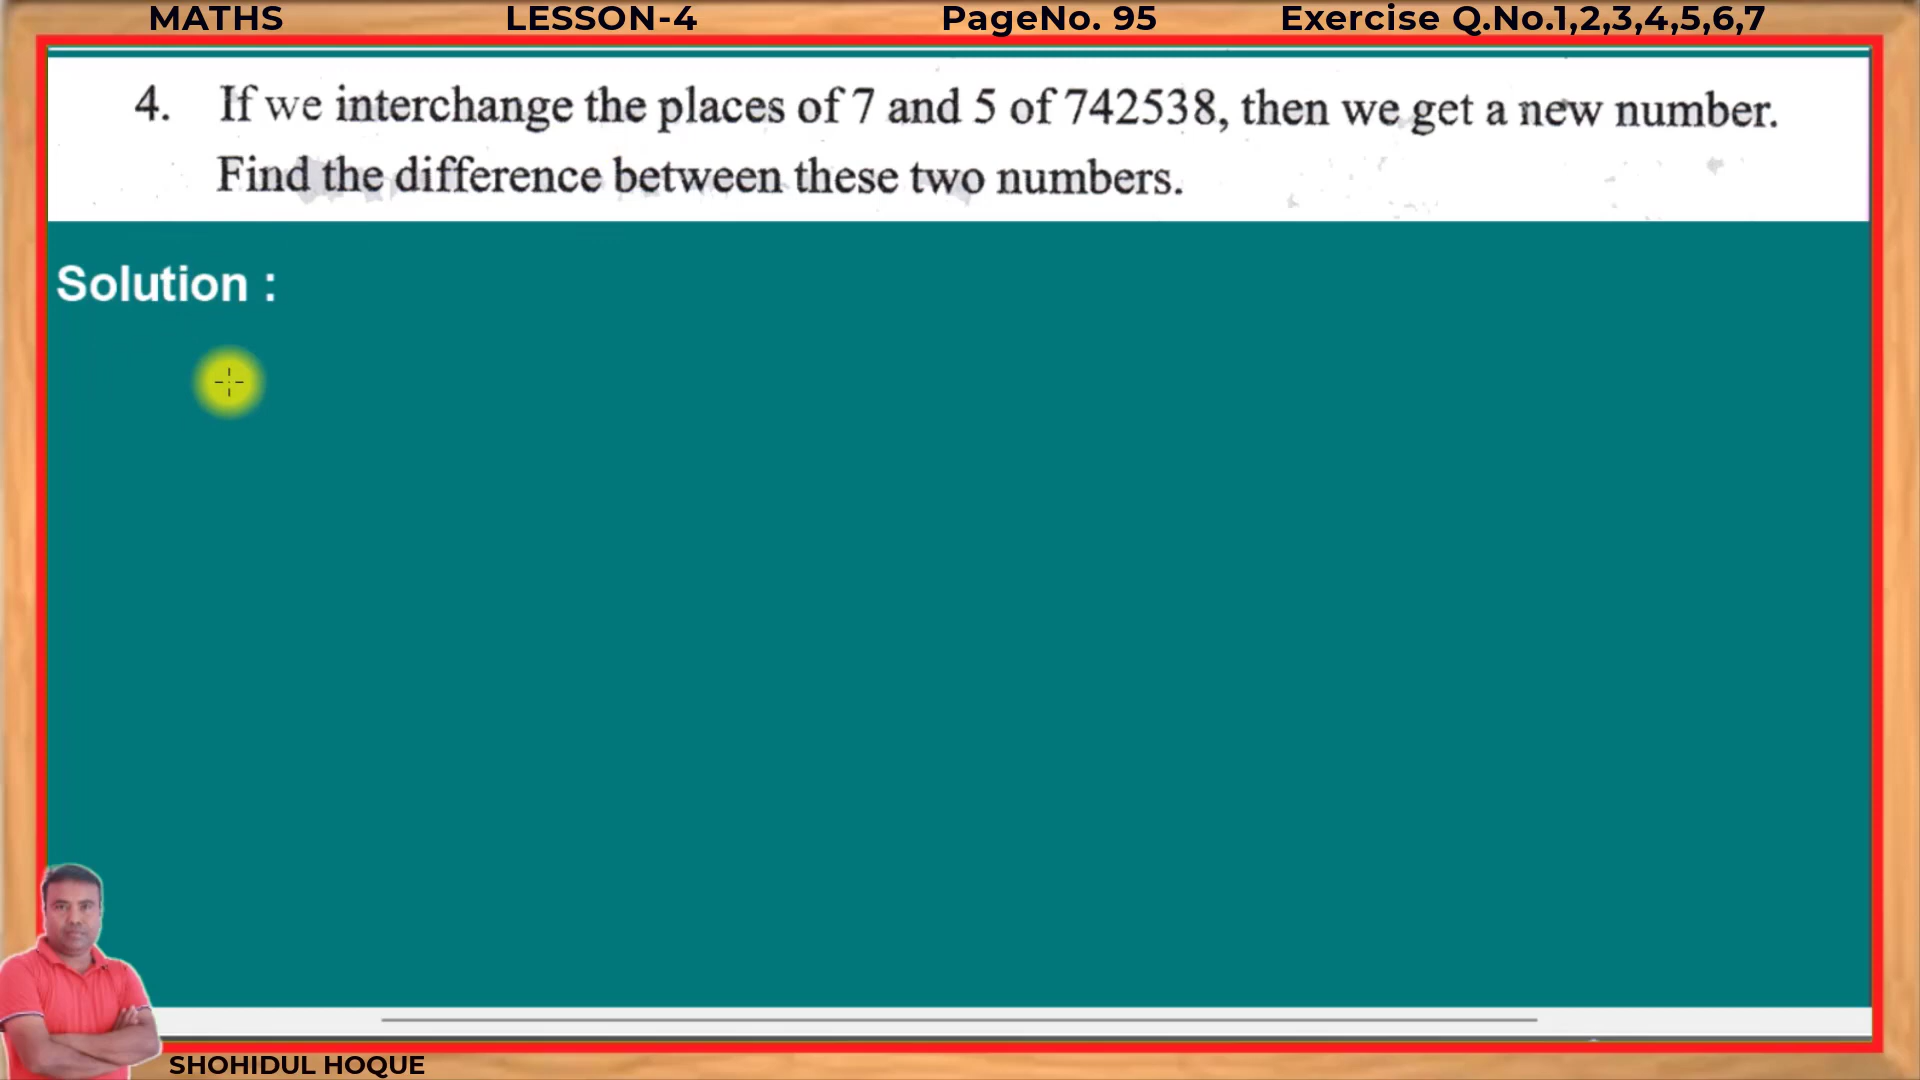 MATHS LESSON-4 PageNo. 95 Exercise Q.No.1,2,3,4,5,6,7
4. If we interchange the places of 7 and 5 of 742538, then we get a new number.
Find the difference between these two numbers.
Solution :
SHOHIDUL HOQUE